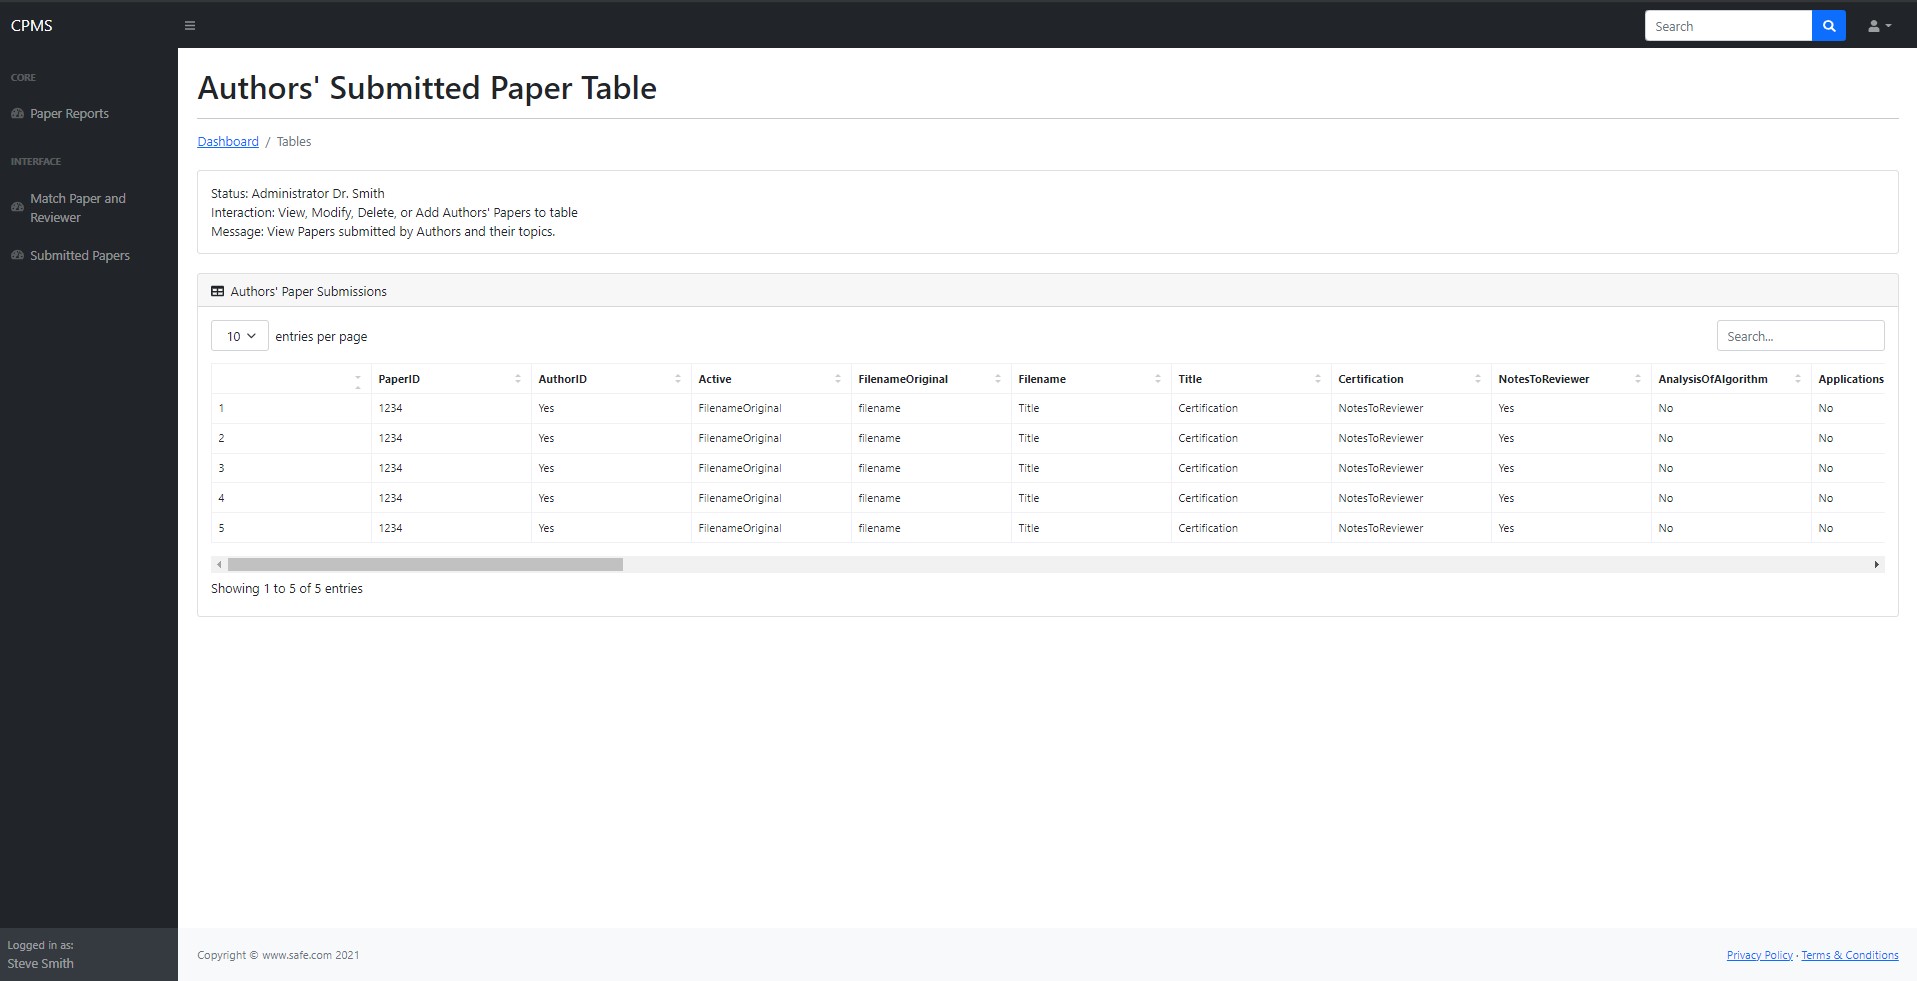 CPMS
Search
CORE
Paper Reports
INTERFACE
Match Paper and
Reviewer
Submitted Papers
Logged in as:
Steve Smith
Authors' Submitted Paper Table
Dashboard / Tables
Status: Administrator Dr. Smith
Interaction: View, Modify, Delete, or Add Authors' Papers to table
Message: View Papers submitted by Authors and their topics.
Authors' Paper Submissions
10 entries per page
Search...
PaperID AuthorID Active FilenameOriginal Filename Title Certification NotesToReviewer AnalysisOfAlgorithm Applications
1 1234 Yes FilenameOriginal filename Title Certification NotesToReviewer Yes No No
2 1234 Yes FilenameOriginal filename Title Certification NotesToReviewer Yes No No
3 1234 Yes FilenameOriginal filename Title Certification NotesToReviewer Yes No No
4 1234 Yes FilenameOriginal filename Title Certification NotesToReviewer Yes No No
5 1234 Yes FilenameOriginal filename Title Certification NotesToReviewer Yes No No
Showing 1 to 5 of 5 entries
Copyright © www.safe.com 2021
Privacy Policy · Terms & Conditions